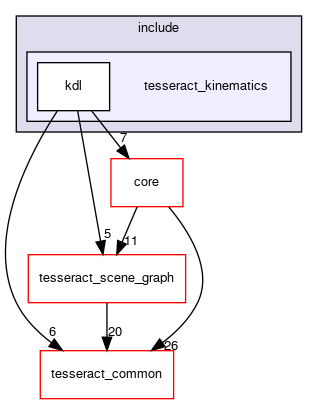 include
kdl
tesseract_kinematics
7
core
5
11
tesseract_scene_graph
6
20
26
tesseract_common